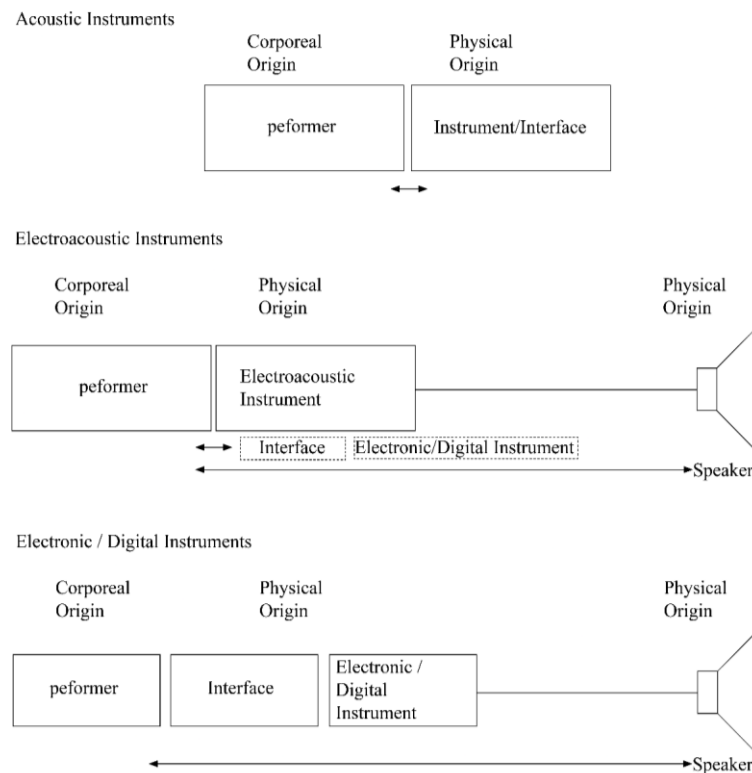 Acoustic Instruments
Corporeal
Origin
Physical
Origin
peformer
Instrument/Interface
Electroacoustic Instruments
Corporeal
Origin
Physical
Origin
Physical
Origin
peformer
Electroacoustic
Instrument
Interface
Electronic/Digital Instrument
Speaker
Electronic / Digital Instruments
Corporeal
Origin
Physical
Origin
Physical
Origin
peformer
Interface
Electronic /
Digital
Instrument
Speaker